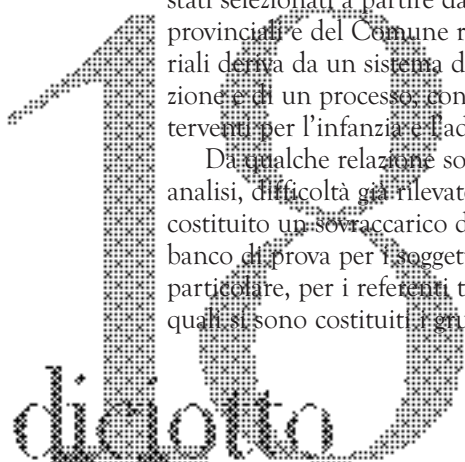 stati selezionati a partire da
provinciali e del Comune r
riali deriva da un sistema d
zione e di un processo, con
terventi per l'infanzia e l'ad
Da qualche relazione so
analisi, difficoltà già rilevate
costituito un sovraccarico d
banco di prova per i sogget
particolare, per i referenti t
quali si sono costituiti i gru
18
diciotto